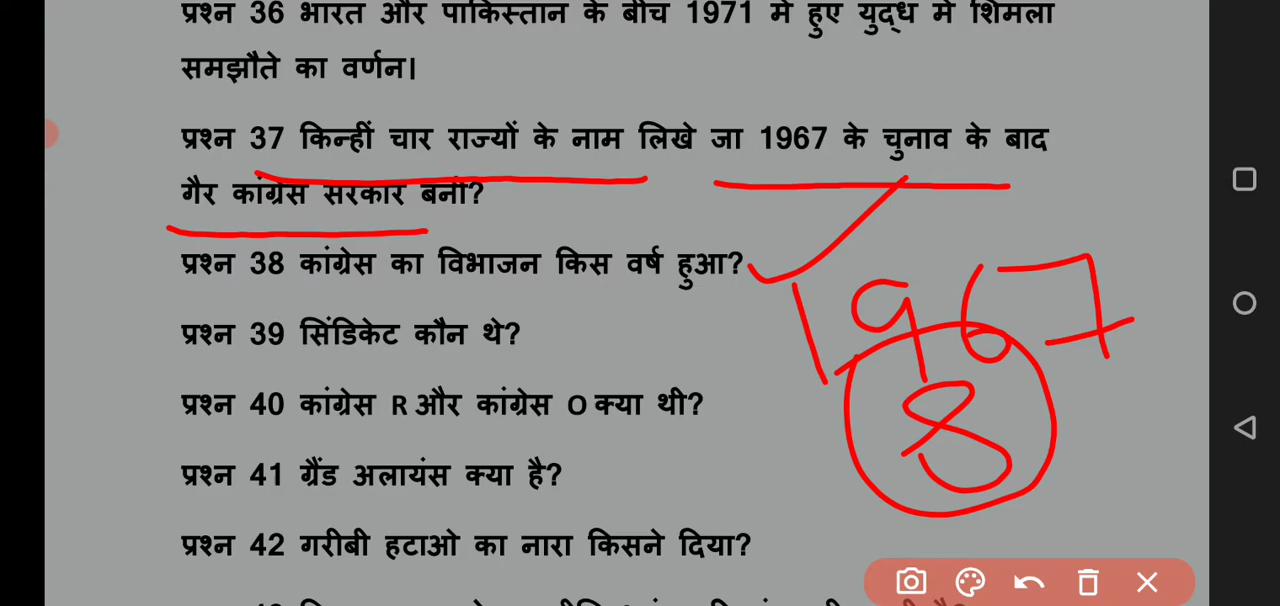 प्रश्न 36 भारत और पाकिस्तान के बीच 1971 में हुए युद्ध में शिमला
समझौते का वर्णन।
प्रश्न 37 किन्हीं चार राज्यों के नाम लिखे जा 1967 के चुनाव के बाद
गैर कांग्रेस सरकार बनी?
प्रश्न 38 कांग्रेस का विभाजन किस वर्ष हुआ?
1967
प्रश्न 39 सिंडिकेट कौन थे?
प्रश्न 40 कांग्रेस R और कांग्रेस O क्या थी?
8
प्रश्न 41 ग्रैंड अलायंस क्या है?
प्रश्न 42 गरीबी हटाओ का नारा किसने दिया?